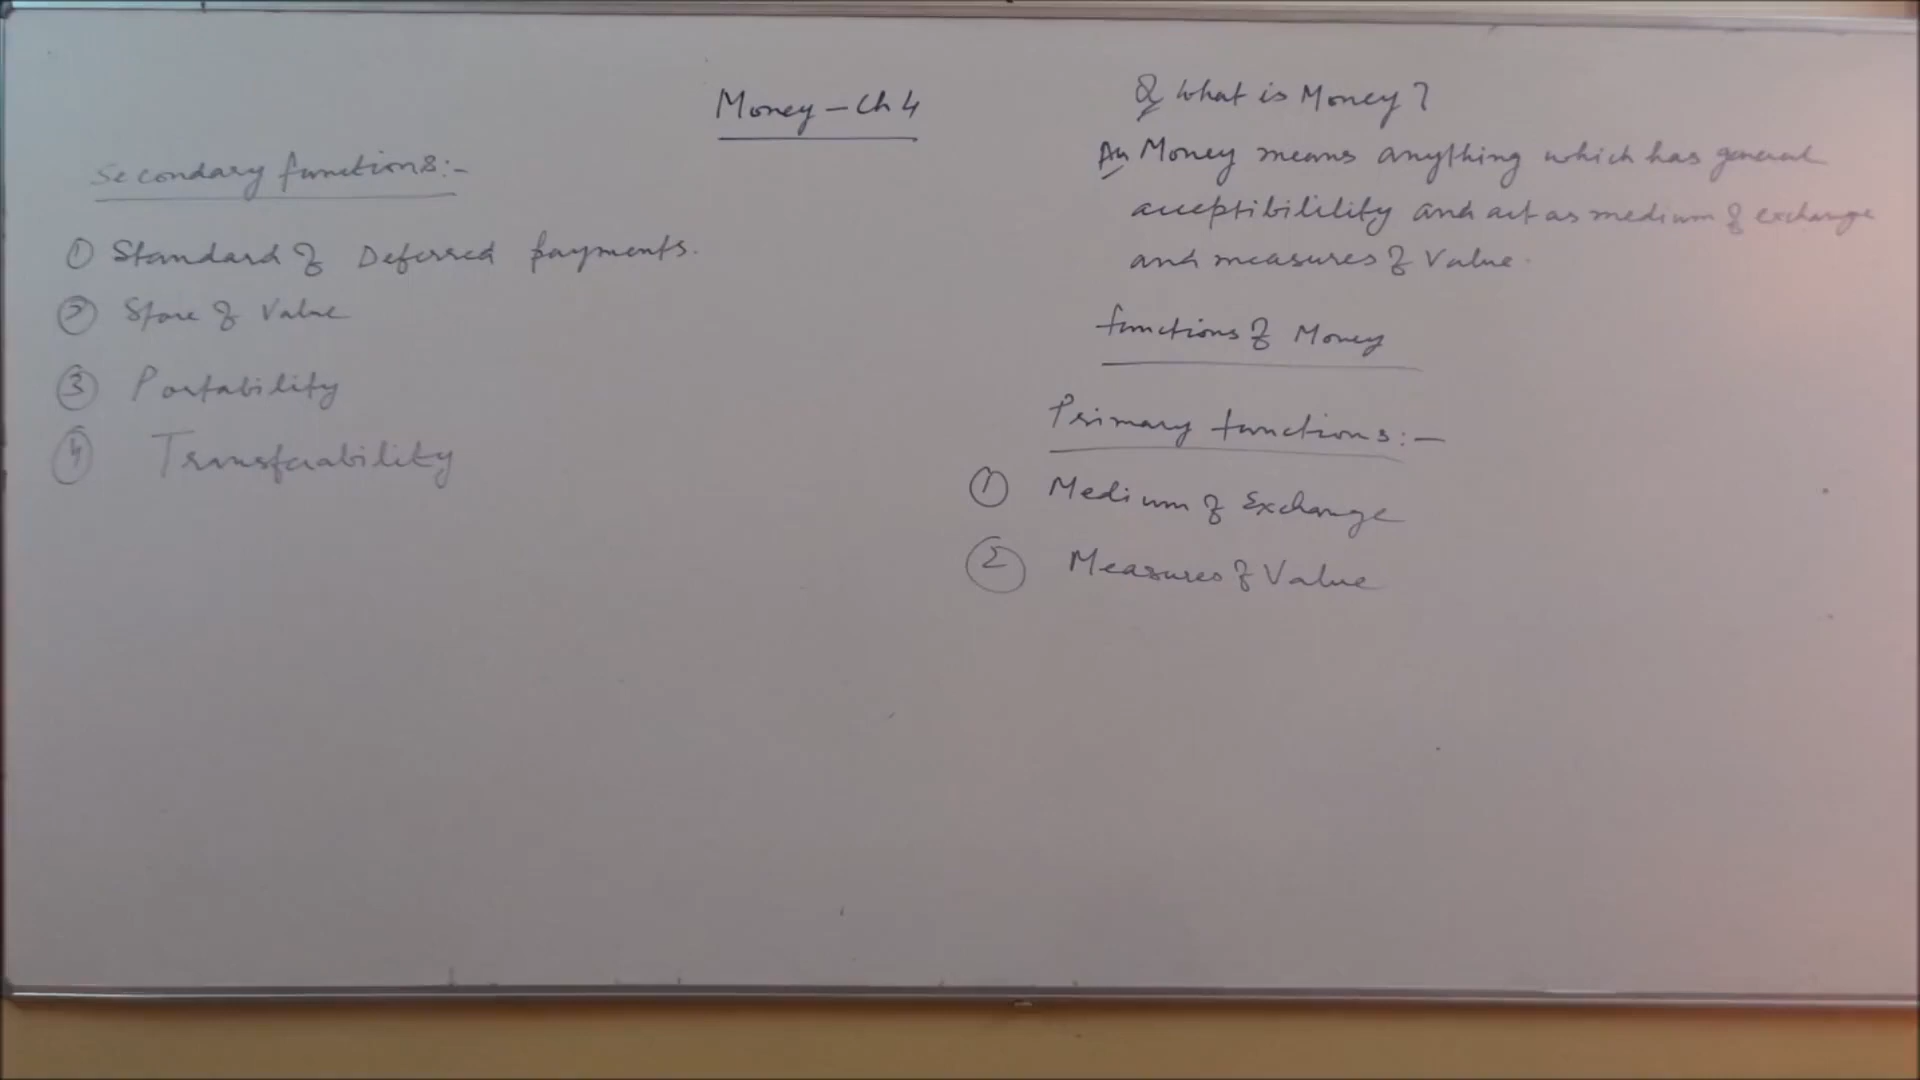 Money - Ch 4
Q What is Money?
An Money means anything which has general
acceptibilility and act as medium of exchange
and measures of Value.
functions of Money
Primary functions:-
① Medium of Exchange
② Measures of Value
Secondary functions:-
① Standard of Deferred payments.
② Store of Value
③ Portability
④ Transferability